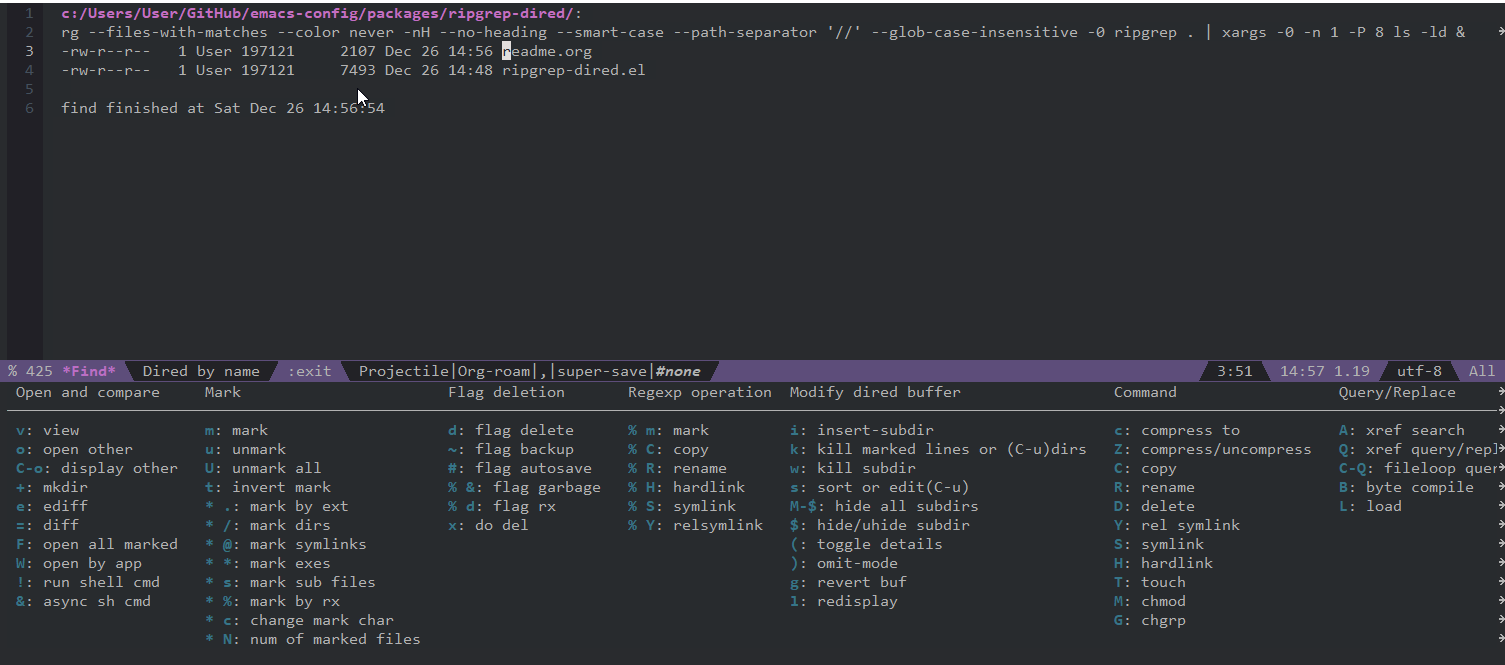 1 c:/Users/User/GitHub/emacs-config/packages/ripgrep-dired/:
2 rg --files-with-matches --color never -nH --no-heading --smart-case --path-separator '//' --glob-case-insensitive -0 ripgrep . | xargs -0 -n 1 -P 8 ls -ld &
3 -rw-r--r-- 1 User 197121 2107 Dec 26 14:56 readme.org
4 -rw-r--r-- 1 User 197121 7493 Dec 26 14:48 ripgrep-dired.el
5
6 find finished at Sat Dec 26 14:56:54
% 425 *Find* Dired by name :exit Projectile|Org-roam|,|super-save|#none 3:51 14:57 1.19 utf-8 All
Open and compare Mark Flag deletion Regexp operation Modify dired buffer Command Query/Replace
v: view m: mark d: flag delete % m: mark i: insert-subdir c: compress to A: xref search
o: open other u: unmark ~: flag backup % C: copy k: kill marked lines or (C-u)dirs Z: compress/uncompress Q: xref query/repl
C-o: display other U: unmark all #: flag autosave % R: rename w: kill subdir C: copy C-Q: fileloop quer
+: mkdir t: invert mark % &: flag garbage % H: hardlink s: sort or edit(C-u) R: rename B: byte compile
e: ediff * .: mark by ext % d: flag rx % S: symlink M-$: hide all subdirs D: delete L: load
=: diff * /: mark dirs x: do del % Y: relsymlink $: hide/uhide subdir Y: rel symlink
F: open all marked * @: mark symlinks (: toggle details S: symlink
W: open by app * *: mark exes ): omit-mode H: hardlink
!: run shell cmd * s: mark sub files g: revert buf T: touch
&: async sh cmd * %: mark by rx l: redisplay M: chmod
* c: change mark char G: chgrp
* N: num of marked files